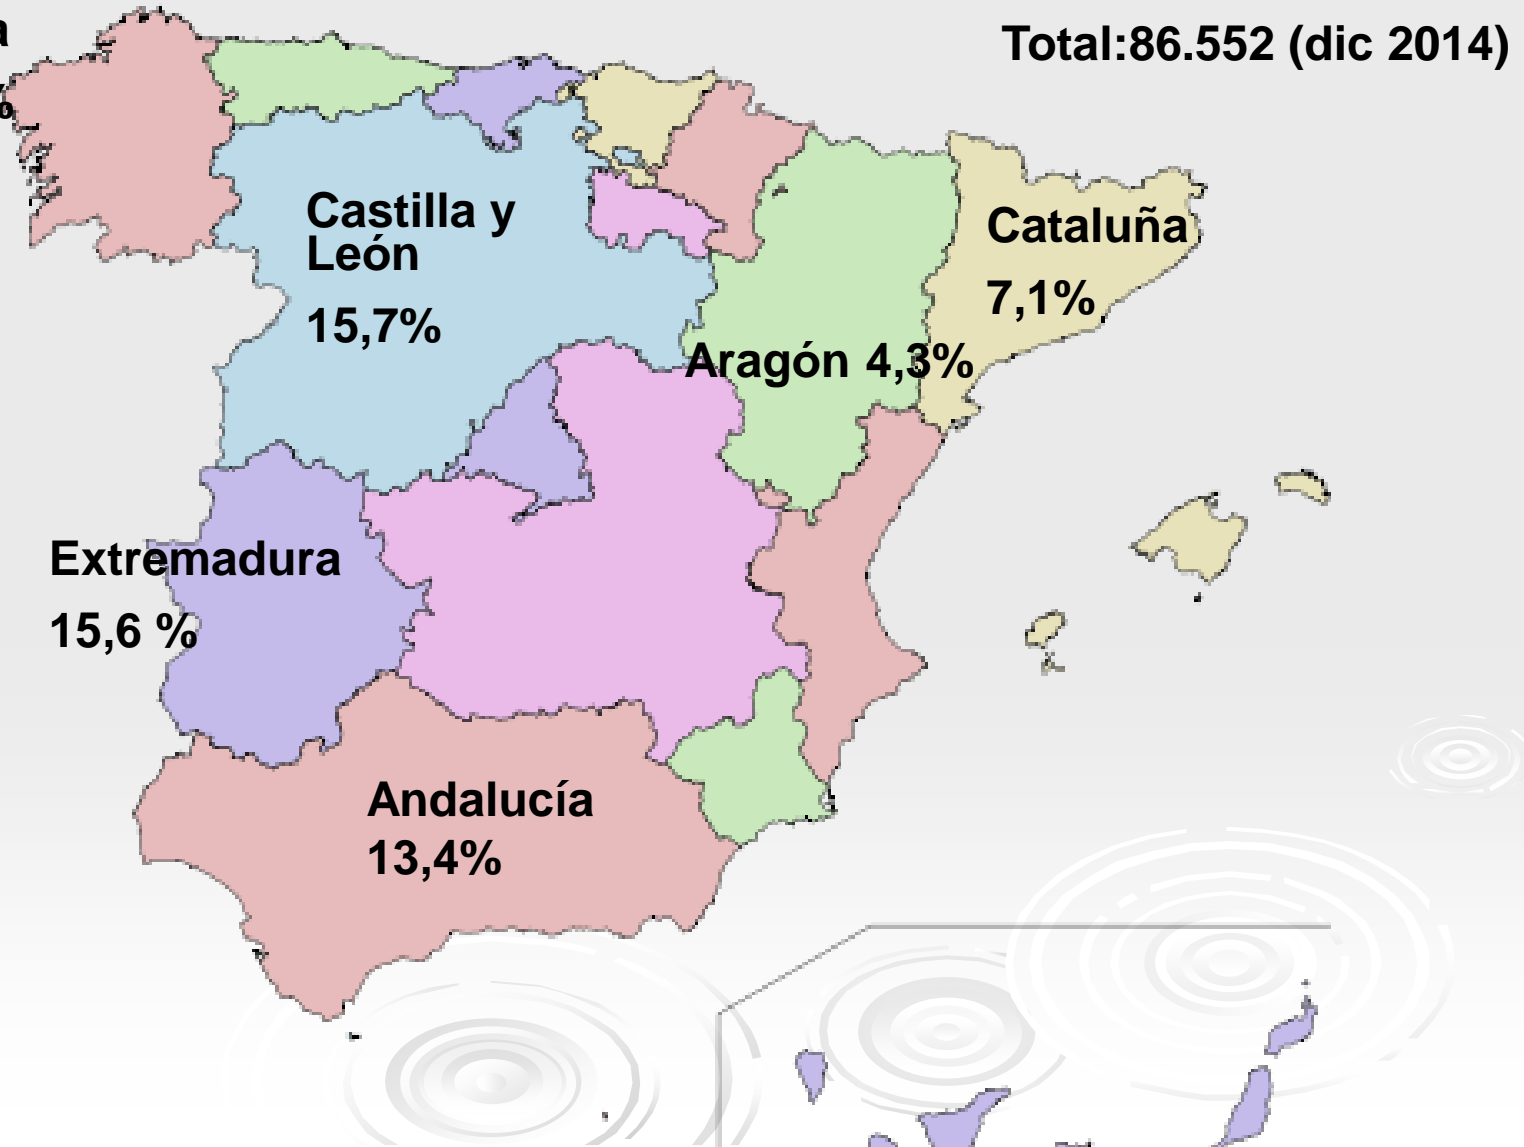 Total:86.552 (dic 2014)
Castilla y
León
15,7%
Cataluña
7,1%
Aragón 4,3%
Extremadura
15,6 %
Andalucía
13,4%